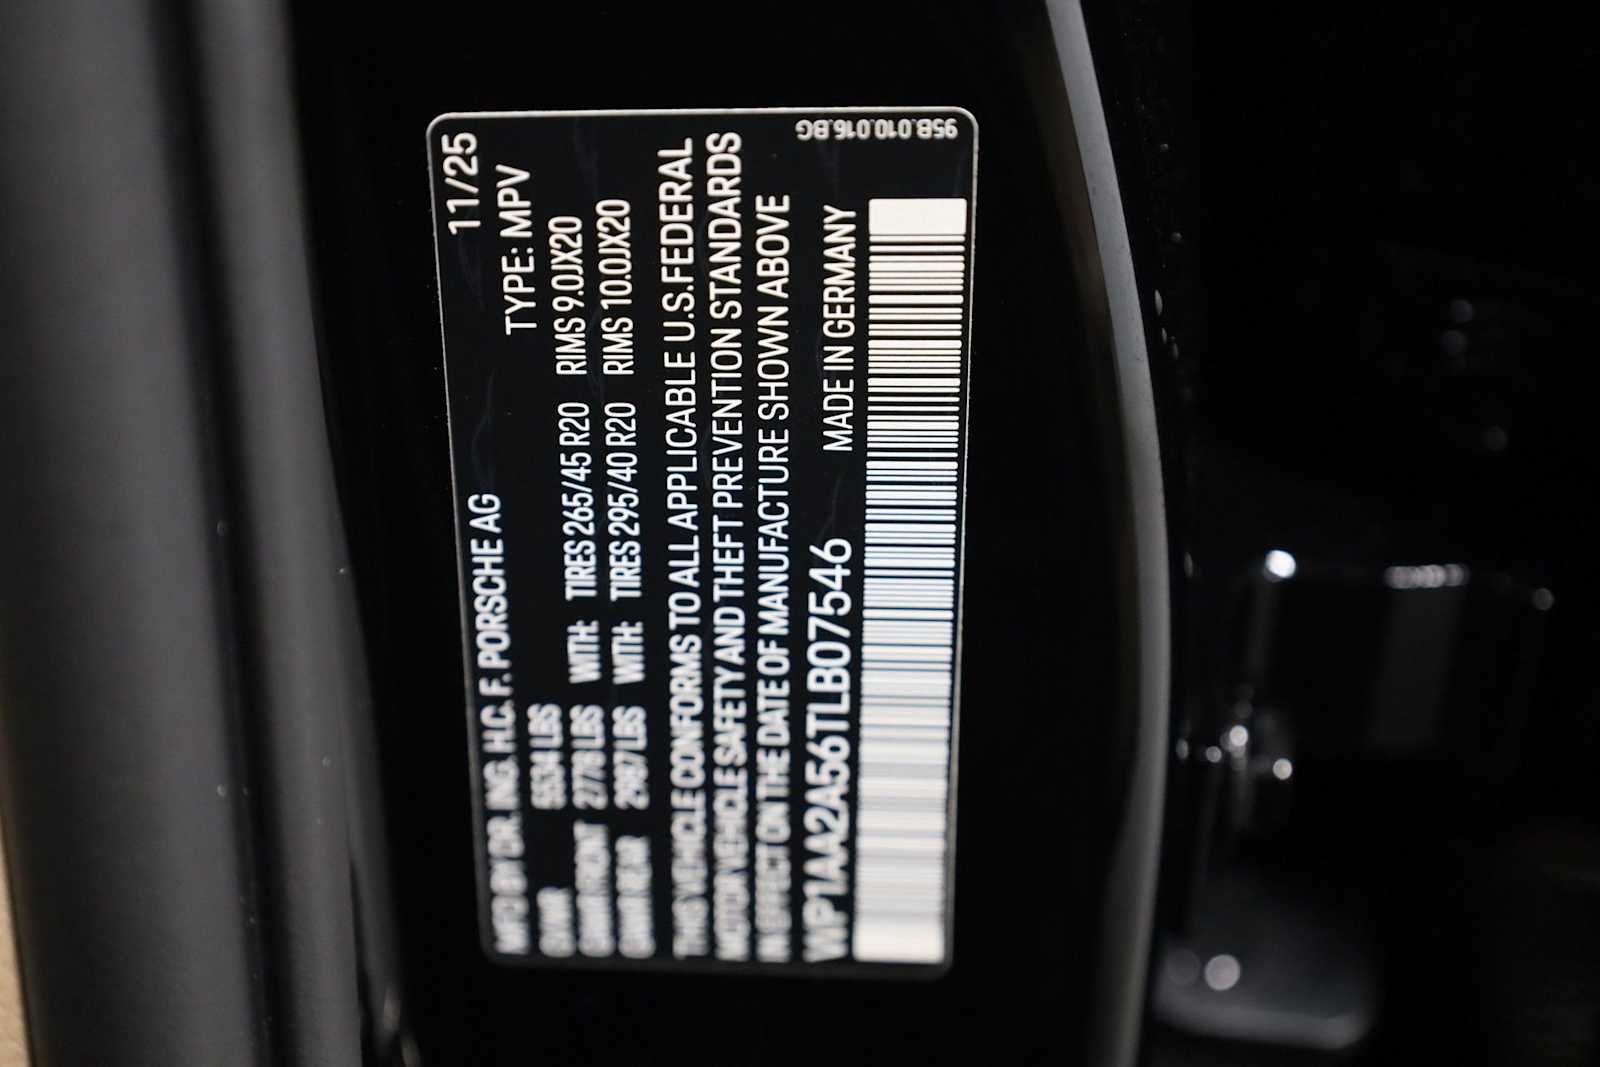 MFD BY DR. ING. H.C. F. PORSCHE AG 11/25
GVWR 5534 LBS TYPE: MPV
GAWR FRONT 2778 LBS WITH: TIRES 265/45 R20 RIMS 9.0JX20
GAWR REAR 2987 LBS WITH: TIRES 295/40 R20 RIMS 10.0JX20
THIS VEHICLE CONFORMS TO ALL APPLICABLE U.S.FEDERAL
MOTOR VEHICLE SAFETY AND THEFT PREVENTION STANDARDS
IN EFFECT ON THE DATE OF MANUFACTURE SHOWN ABOVE
WP1AA2A56TLB07546 MADE IN GERMANY
95B.010.016.BG